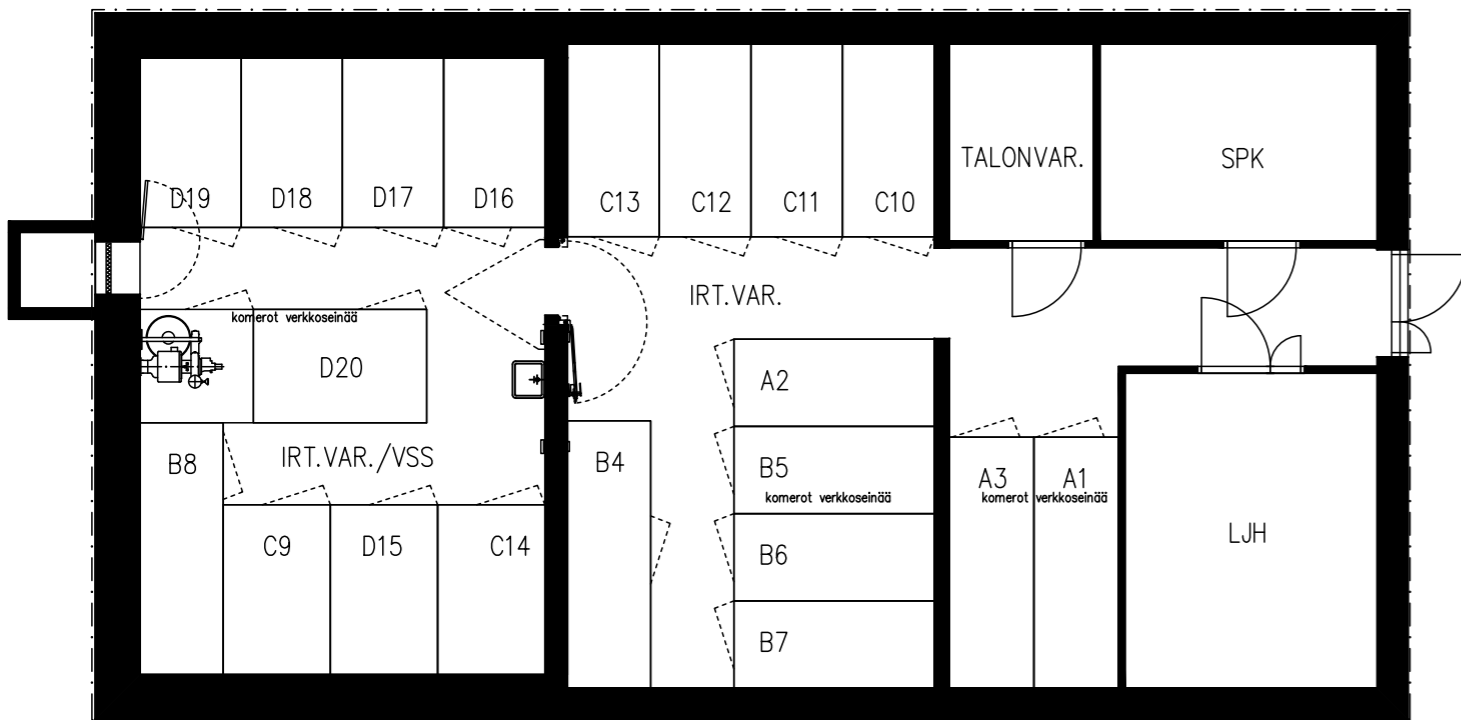 TALONVAR.
SPK
D19
D18
D17
D16
C13
C12
C11
C10
IRT.VAR.
komerot verkkoseinää
D20
A2
B8
IRT.VAR./VSS
B4
B5
komerot verkkoseinää
A3
A1
komerot verkkoseinää
C9
D15
C14
B6
LJH
B7